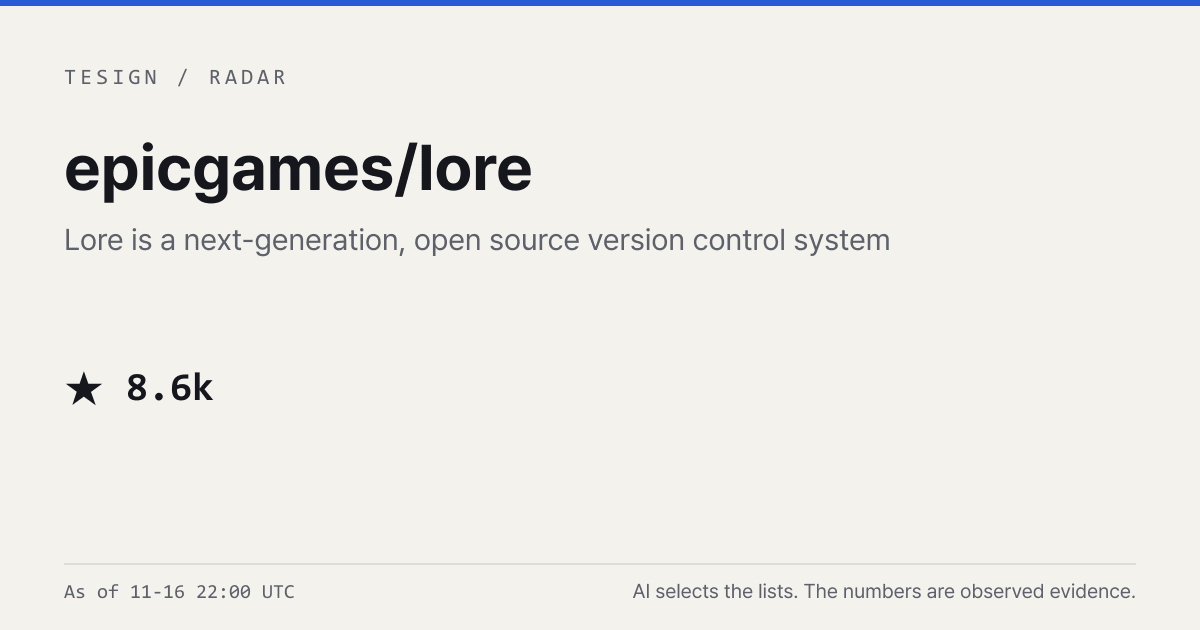 TESIGN / RADAR
epicgames/lore
Lore is a next-generation, open source version control system
★ 8.6k
As of 11-16 22:00 UTC
AI selects the lists. The numbers are observed evidence.